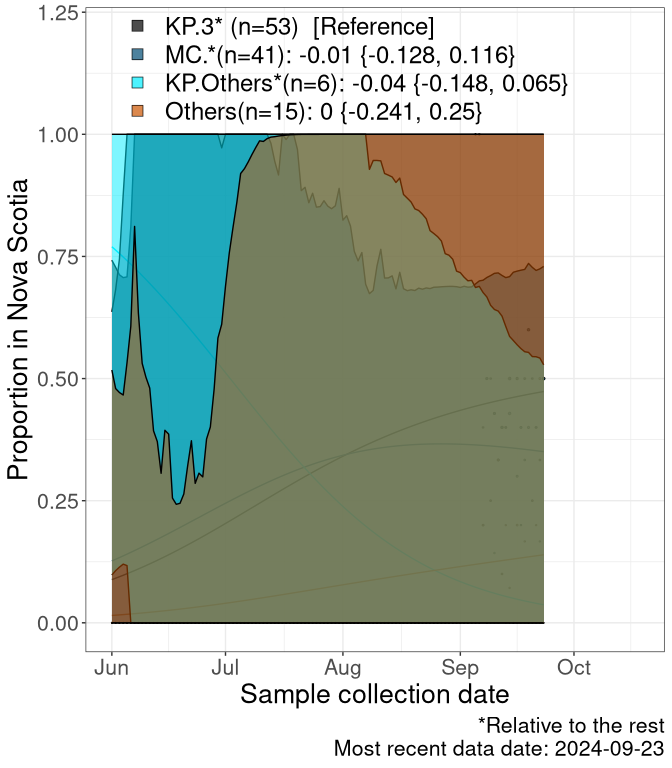 KP.3* (n=53) [Reference]
MC.*(n=41): -0.01 {-0.128, 0.116}
KP.Others*(n=6): -0.04 {-0.148, 0.065}
Others(n=15): 0 {-0.241, 0.25}
1.25
1.00
0.75
0.50
0.25
0.00
Proportion in Nova Scotia
Jun Jul Aug Sep Oct
Sample collection date
*Relative to the rest
Most recent data date: 2024-09-23